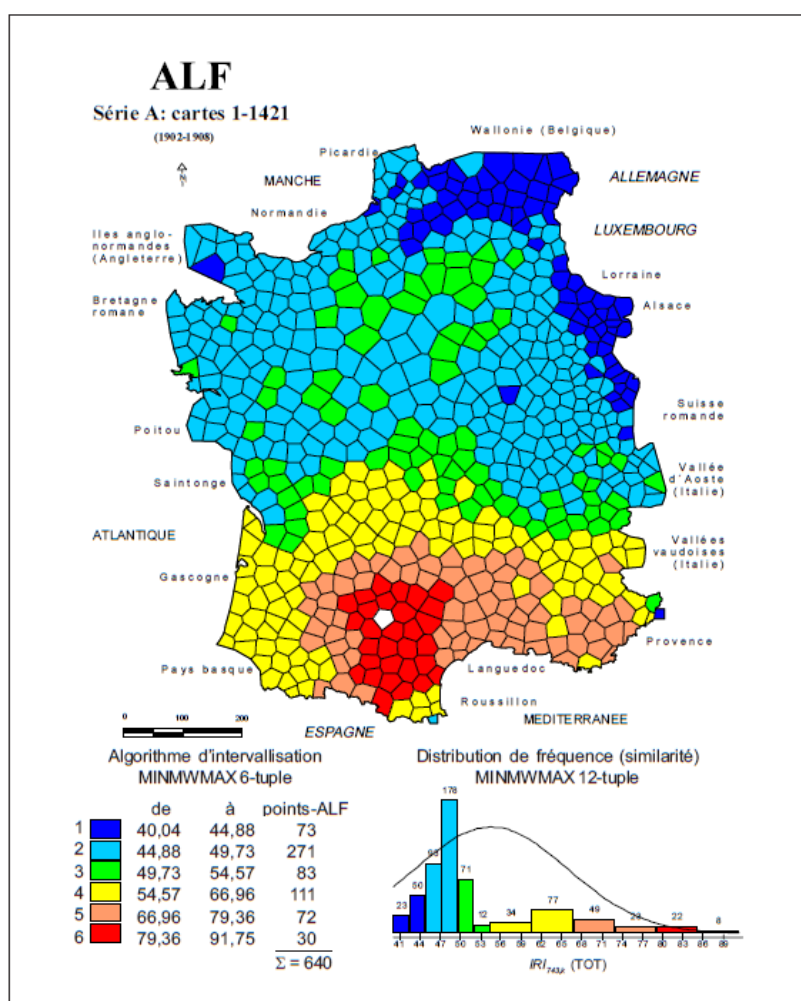 ALF
Série A: cartes 1-1421
(1902-1908)
N
Wallonie (Belgique)
Picardie
MANCHE
ALLEMAGNE
Normandie
LUXEMBOURG
Iles anglo-
normandes
(Angleterre)
Lorraine
Bretagne
romane
Alsace
Suisse
romande
Poitou
Vallée
d'Aoste
(Italie)
Saintonge
ATLANTIQUE
Vallées
vaudoises
(Italie)
Gascogne
Provence
Pays basque
Languedoc
Roussillon
0 100 200
ESPAGNE
MEDITERRANEE
Algorithme d'intervallisation
MINMWMAX 6-tuple
de à points-ALF
1 40,04 44,88 73
2 44,88 49,73 271
3 49,73 54,57 83
4 54,57 66,96 111
5 66,96 79,36 72
6 79,36 91,75 30
Σ = 640
Distribution de fréquence (similarité)
MINMWMAX 12-tuple
23 50 93 178 71 12 34 77 49 23 22 8
41 44 47 50 53 56 59 62 65 68 71 74 77 80 83 86 89
(TOT)